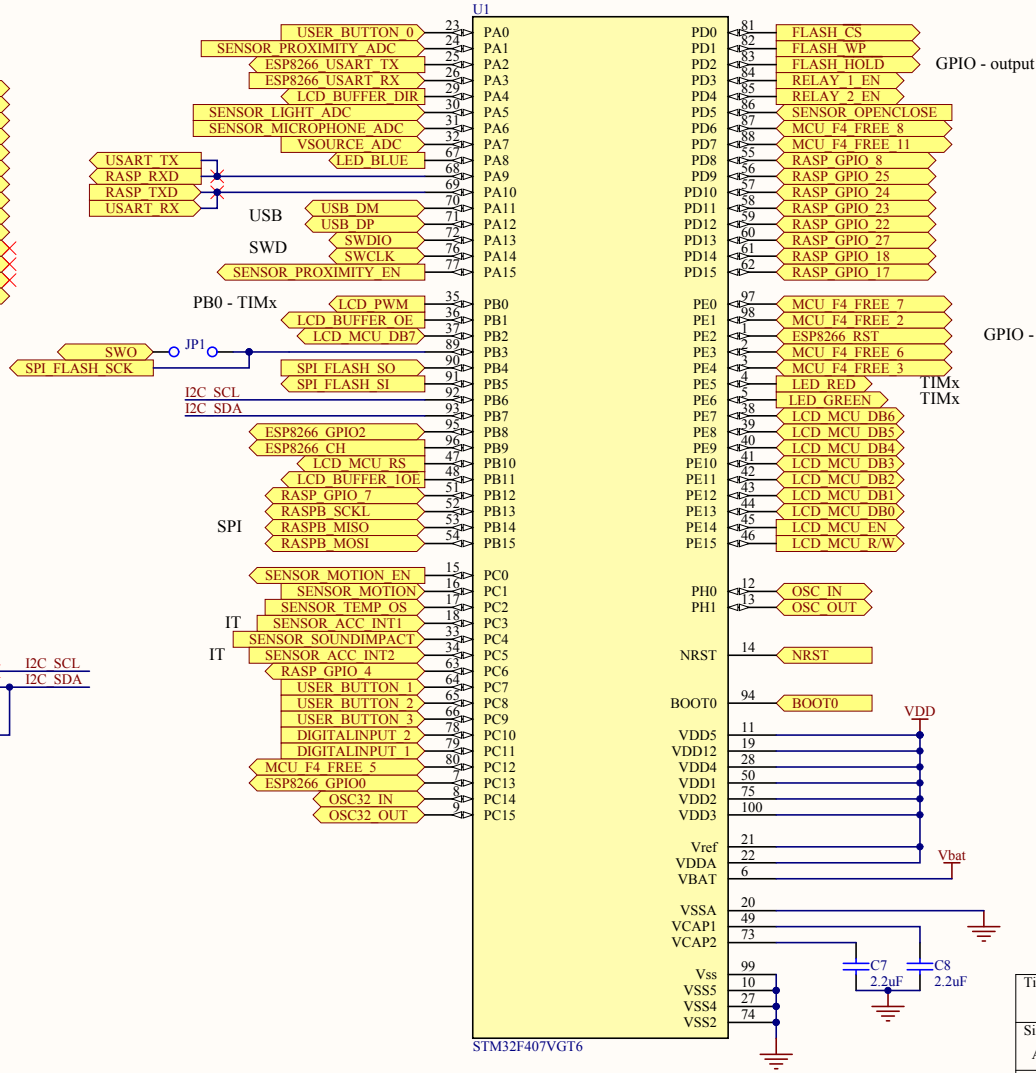 U1
USER_BUTTON_0 23 PA0 PD0 81 FLASH_CS
SENSOR_PROXIMITY_ADC 24 PA1 PD1 82 FLASH_WP
ESP8266_USART_TX 25 PA2 PD2 83 FLASH_HOLD GPIO - output
ESP8266_USART_RX 26 PA3 PD3 84 RELAY_1_EN
LCD_BUFFER_DIR 29 PA4 PD4 85 RELAY_2_EN
SENSOR_LIGHT_ADC 30 PA5 PD5 86 SENSOR_OPENCLOSE
SENSOR_MICROPHONE_ADC 31 PA6 PD6 87 MCU_F4_FREE_8
VSOURCE_ADC 32 PA7 PD7 88 MCU_F4_FREE_11
USART_TX LED_BLUE 67 PA8 PD8 55 RASP_GPIO_8
RASP_RXD 68 PA9 PD9 56 RASP_GPIO_25
RASP_TXD 69 PA10 PD10 57 RASP_GPIO_24
USART_RX USB USB_DM 70 PA11 PD11 58 RASP_GPIO_23
USB_DP 71 PA12 PD12 59 RASP_GPIO_22
SWD SWDIO 72 PA13 PD13 60 RASP_GPIO_27
SWCLK 76 PA14 PD14 61 RASP_GPIO_18
SENSOR_PROXIMITY_EN 77 PA15 PD15 62 RASP_GPIO_17
PB0 - TIMx LCD_PWM 35 PB0 PE0 97 MCU_F4_FREE_7
LCD_BUFFER_OE 36 PB1 PE1 98 MCU_F4_FREE_2
LCD_MCU_DB7 37 PB2 PE2 1 ESP8266_RST GPIO -
SWO JP1 89 PB3 PE3 2 MCU_F4_FREE_6
SPI_FLASH_SCK SPI_FLASH_SO 90 PB4 PE4 3 MCU_F4_FREE_3
SPI_FLASH_SI 91 PB5 PE5 4 LED_RED TIMx
I2C_SCL 92 PB6 PE6 5 LED_GREEN TIMx
I2C_SDA 93 PB7 PE7 38 LCD_MCU_DB6
ESP8266_GPIO2 95 PB8 PE8 39 LCD_MCU_DB5
ESP8266_CH 96 PB9 PE9 40 LCD_MCU_DB4
LCD_MCU_RS 47 PB10 PE10 41 LCD_MCU_DB3
LCD_BUFFER_1OE 48 PB11 PE11 42 LCD_MCU_DB2
RASP_GPIO_7 51 PB12 PE12 43 LCD_MCU_DB1
SPI RASPB_SCKL 52 PB13 PE13 44 LCD_MCU_DB0
RASPB_MISO 53 PB14 PE14 45 LCD_MCU_EN
RASPB_MOSI 54 PB15 PE15 46 LCD_MCU_R/W
SENSOR_MOTION_EN 15 PC0
SENSOR_MOTION 16 PC1 PH0 12 OSC_IN
SENSOR_TEMP_OS 17 PC2 PH1 13 OSC_OUT
IT SENSOR_ACC_INT1 18 PC3
SENSOR_SOUNDIMPACT 33 PC4
IT SENSOR_ACC_INT2 34 PC5 NRST 14 NRST
I2C_SCL RASP_GPIO_4 63 PC6
I2C_SDA USER_BUTTON_1 64 PC7
USER_BUTTON_2 65 PC8 BOOT0 94 BOOT0
USER_BUTTON_3 66 PC9 VDD
DIGITALINPUT_2 78 PC10 VDD5 11
DIGITALINPUT_1 79 PC11 VDD12 19
MCU_F4_FREE_5 80 PC12 VDD4 28
ESP8266_GPIO0 7 PC13 VDD1 50
OSC32_IN 8 PC14 VDD2 75
OSC32_OUT 9 PC15 VDD3 100
Vref 21
VDDA 22 Vbat
VBAT 6
VSSA 20
VCAP1 49
VCAP2 73
Vss 99 C7 C8
VSS5 10 2.2uF 2.2uF
VSS4 27
VSS2 74
STM32F407VGT6